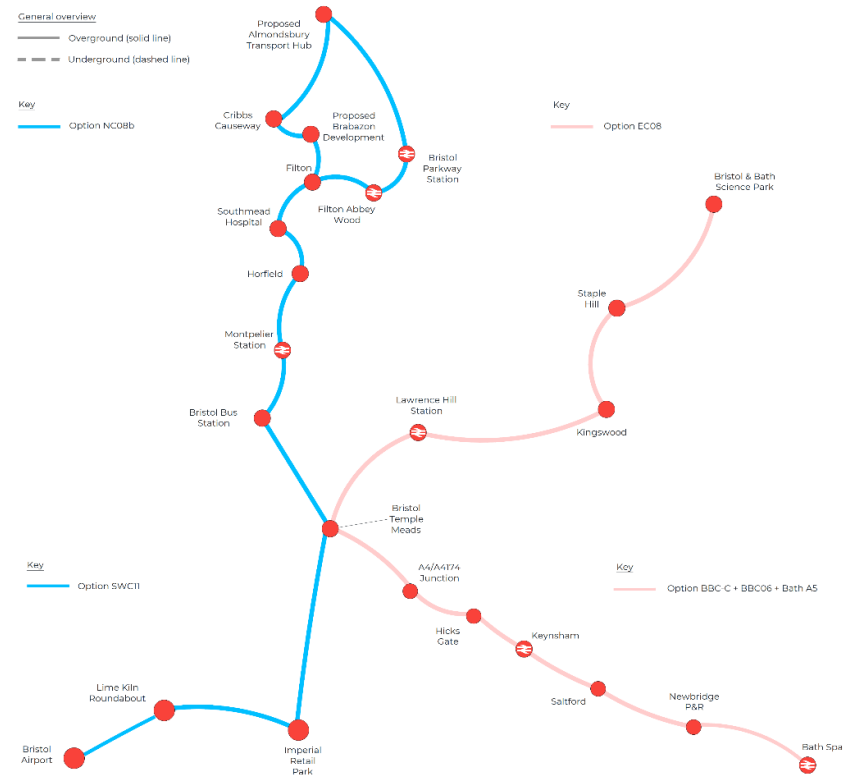 General overview
Overground (solid line)
Underground (dashed line)
Key
Option NC08b
Key
Option EC08
Proposed
Almondsbury
Transport Hub
Cribbs
Causeway
Proposed
Brabazon
Development
Bristol
Parkway
Station
Filton
Filton Abbey
Wood
Southmead
Hospital
Horfield
Montpelier
Station
Bristol Bus
Station
Bristol & Bath
Science Park
Staple
Hill
Kingswood
Lawrence Hill
Station
Bristol
Temple
Meads
Key
Option SWC11
Key
Option BBC-C + BBC06 + Bath A5
A4/A4174
Junction
Hicks
Gate
Keynsham
Saltford
Newbridge
P&R
Bath Spa
Lime Kiln
Roundabout
Bristol
Airport
Imperial
Retail
Park